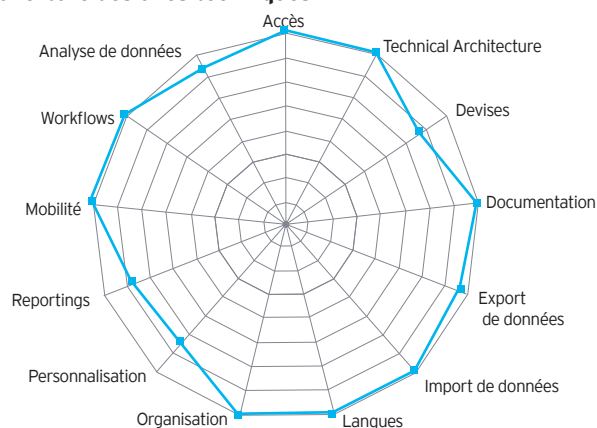 Accès
Technical Architecture
Devises
Documentation
Export
de données
Import de données
Langues
Organisation
Personnalisation
Reportings
Mobilité
Workflows
Analyse de données